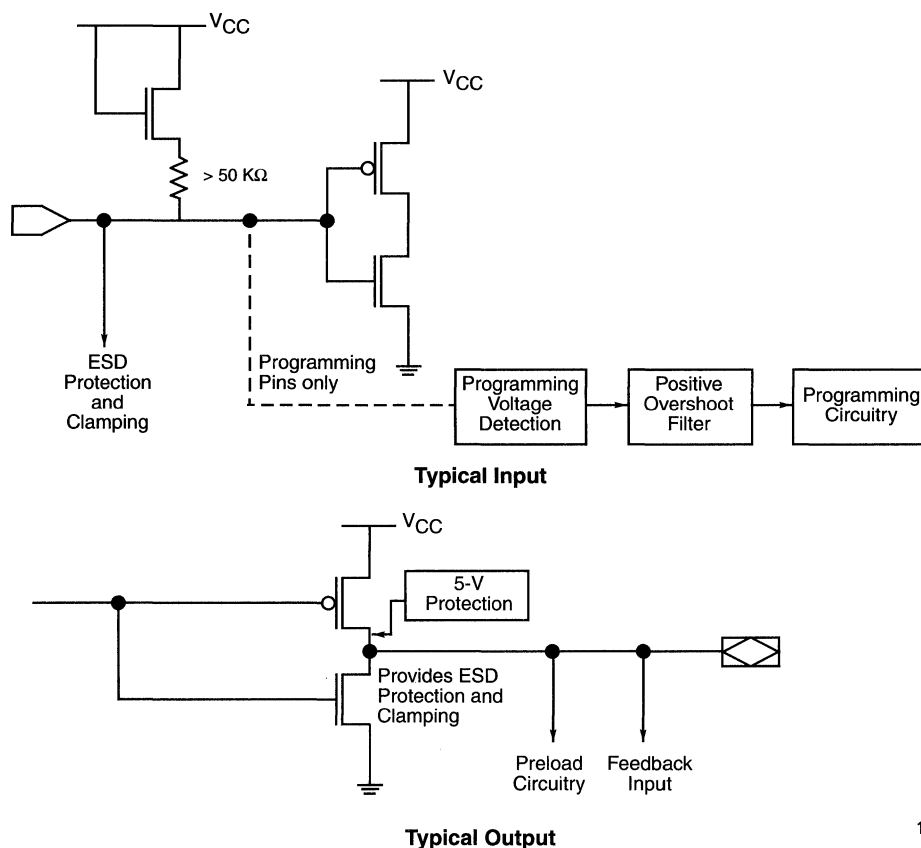 VCC
VCC
> 50 KΩ
ESD
Protection
and
Clamping
Programming
Pins only
Programming
Voltage
Detection
Positive
Overshoot
Filter
Programming
Circuitry
Typical Input
VCC
5-V
Protection
Provides ESD
Protection and
Clamping
Preload
Circuitry
Feedback
Input
Typical Output
1